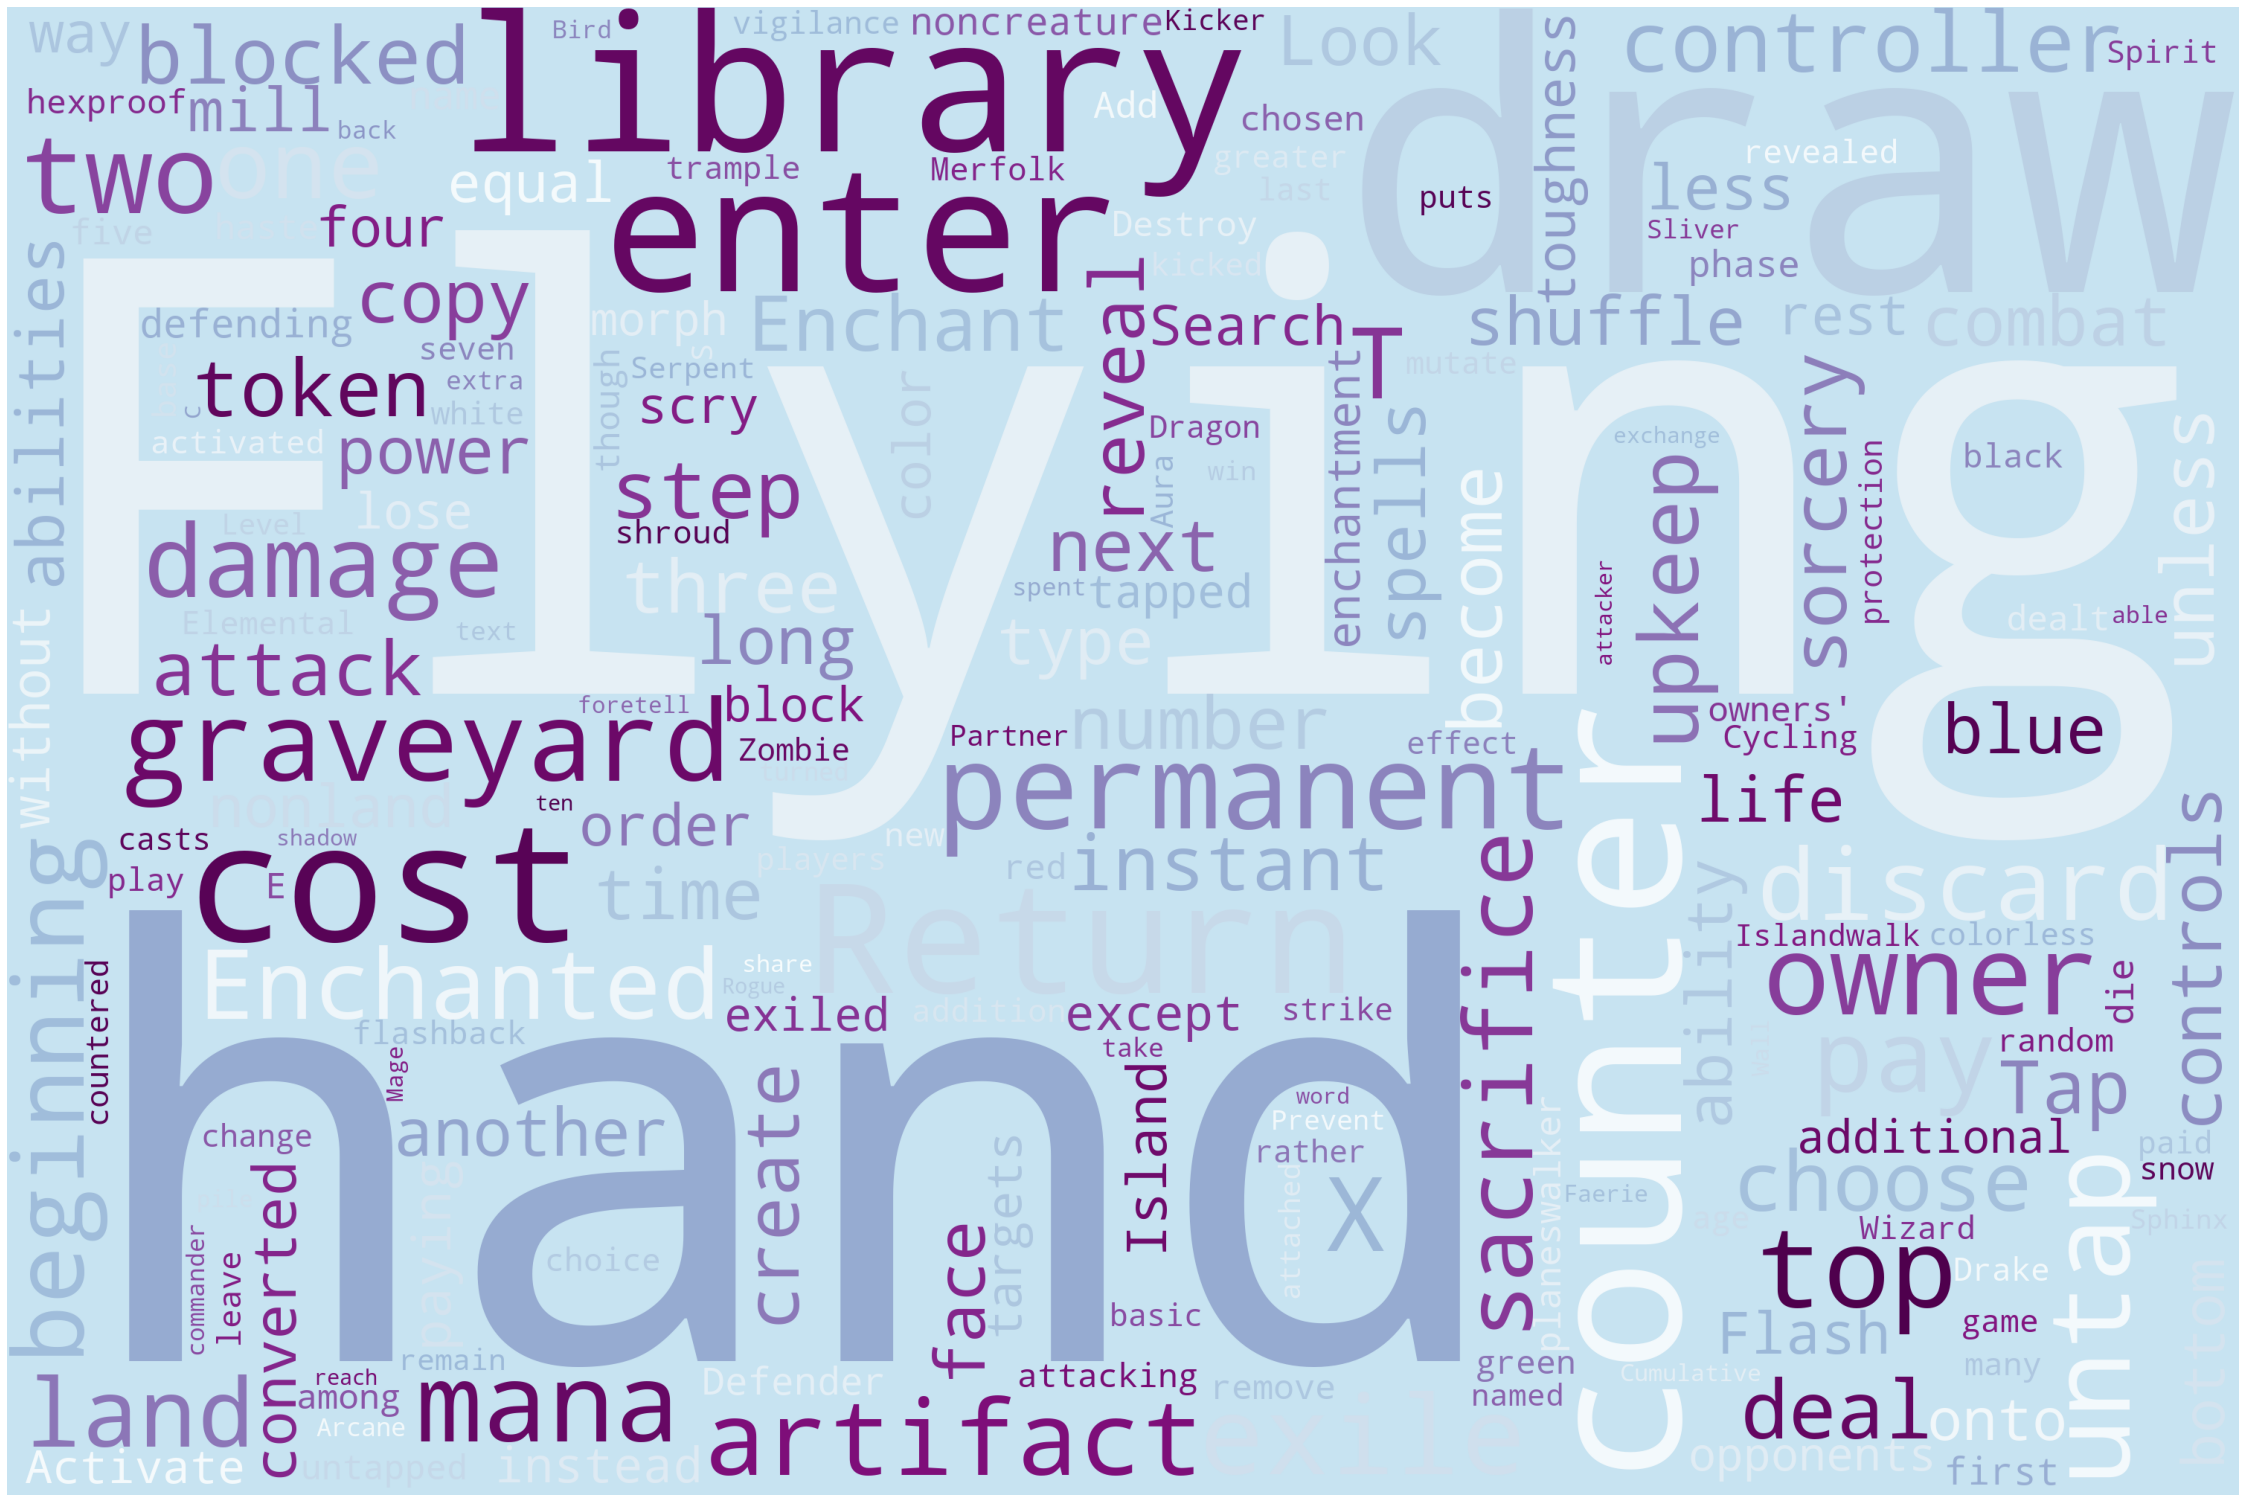 way
blocked
Bird
library
vigilance
noncreature
Kicker
Look
draw
toughness
controller
Spirit
hexproof
mill
back
Add
chosen
two
one
equal
trample
Merfolk
enter
greater
last
puts
less
revealed
five
four
Destroy
kicked
Sliver
phase
abilities
Flying
copy
defending
seven
morph
s
Enchant
reveal
Search
T
shuffle
rest
combat
token
c
extra
white
Serpent
though
scry
color
mutate
base
activated
power
Dragon
win
enchantment
spells
exchange
sorcery
black
unless
Level
lose
step
shroud
Aura
next
become
upkeep
protection
damage
three
spent
tapped
attacker
Elemental
text
long
type
dealt
able
without
attack
graveyard
foretell
block
Zombie
turned
Partner
number
permanent
effect
counter
owners'
Cycling
blue
nonland
ten
order
life
controls
casts
shadow
cost
play
E
players
new
red
instant
sacrifice
discard
beginning
time
Return
ability
Islandwalk
colorless
Enchanted
share
Rogue
owner
die
countered
hand
flashback
exiled
addition
except
strike
pay
random
Tap
Mage
take
Island
word
Prevent
rather
planeswalker
Wall
change
another
create
targets
attached
X
additional
paid
snow
converted
paying
choice
Faerie
choose
age
Wizard
Sphinx
commander
leave
face
basic
top
Drake
untap
game
bottom
land
reach
among
remain
Arcane
mana
Defender
attacking
remove
green
named
Flash
Cumulative
many
Activate
untapped
instead
artifact
exile
deal
onto
opponents
first